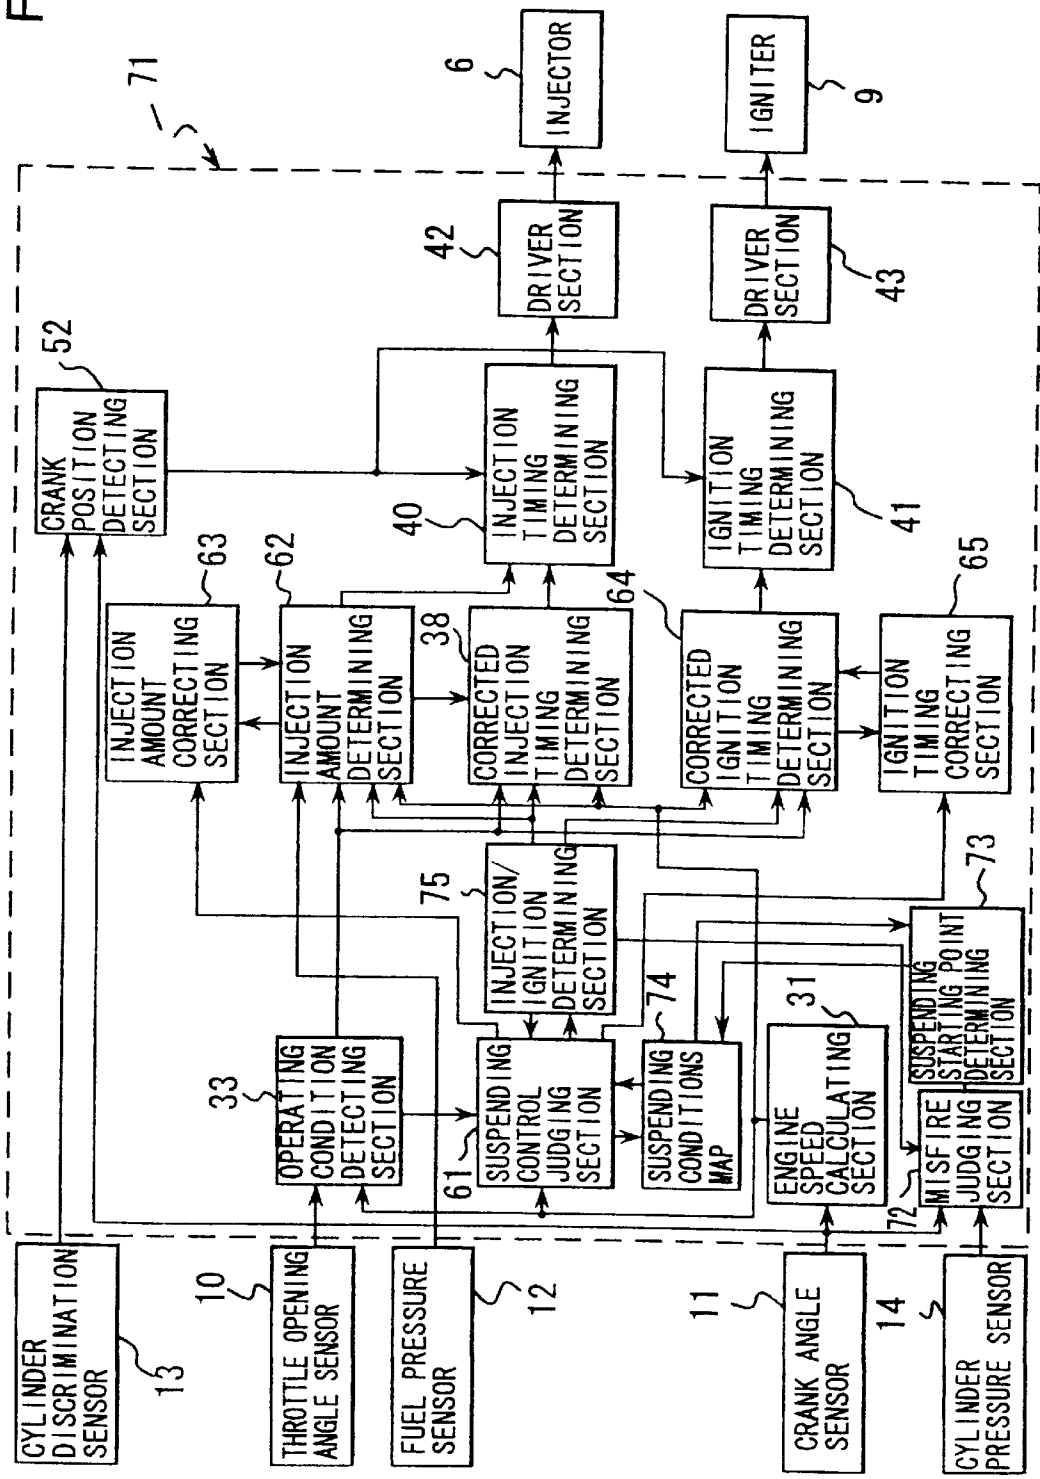 F
71
CYLINDER
DISCRIMINATION
SENSOR
13
THROTTLE OPENING
ANGLE SENSOR
10
FUEL PRESSURE
SENSOR
12
CRANK ANGLE
SENSOR
11
CYLINDER
PRESSURE SENSOR
14
OPERATING
CONDITION
DETECTING
SECTION
33
SUSPENDING
CONTROL
JUDGING
SECTION
61
SUSPENDING
CONDITIONS
MAP
74
ENGINE
SPEED
CALCULATING
SECTION
31
MISFIRE
JUDGING
SECTION
72
SUSPENDING
STARTING POINT
DETERMINING
SECTION
73
INJECTION/
IGNITION
DETERMINING
SECTION
75
INJECTION
AMOUNT
CORRECTING
SECTION
63
INJECTION
AMOUNT
DETERMINING
SECTION
62
CORRECTED
INJECTION
TIMING
DETERMINING
SECTION
38
CORRECTED
IGNITION
TIMING
DETERMINING
SECTION
64
IGNITION
TIMING
CORRECTING
SECTION
65
CRANK
POSITION
DETECTING
SECTION
52
INJECTION
TIMING
DETERMINING
SECTION
40
IGNITION
TIMING
DETERMINING
SECTION
41
DRIVER
SECTION
42
DRIVER
SECTION
43
INJECTOR
6
IGNITER
9